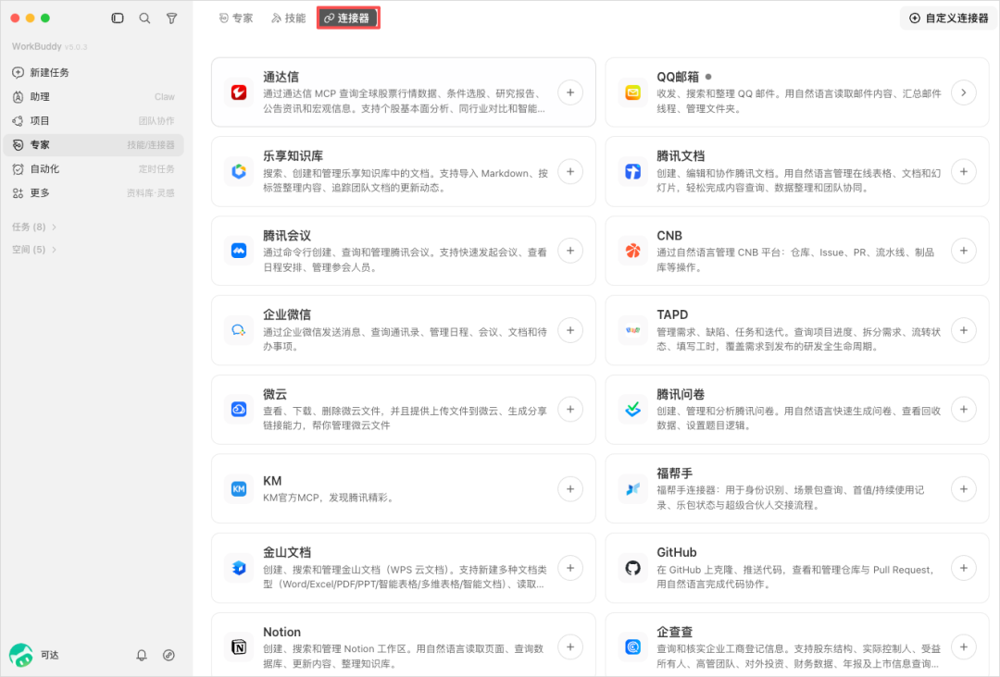 专家
技能
连接器
自定义连接器
WorkBuddy v5.0.3
新建任务
助理
Claw
项目
团队协作
专家
技能/连接器
自动化
定时任务
更多
资料库·灵感
任务 (8)
空间 (5)
可达
通达信
通过通达信 MCP 查询全球股票行情数据、条件选股、研究报告、
公告资讯和宏观信息。支持个股基本面分析、同行业对比和智能...
QQ邮箱
收发、搜索和整理 QQ 邮件。用自然语言读取邮件内容、汇总邮件
线程、管理文件夹。
乐享知识库
搜索、创建和管理乐享知识库中的文档。支持导入 Markdown、按
标签整理内容、追踪团队文档的更新动态。
腾讯文档
创建、编辑和协作腾讯文档。用自然语言管理在线表格、文档和幻
灯片，轻松完成内容查询、数据整理和团队协同。
腾讯会议
通过命令行创建、查询和管理腾讯会议。支持快速发起会议、查看
日程安排、管理参会人员。
CNB
通过自然语言管理 CNB 平台：仓库、Issue、PR、流水线、制品
库等操作。
企业微信
通过企业微信发送消息、查询通讯录、管理日程、会议、文档和待
办事项。
TAPD
管理需求、缺陷、任务和迭代。查询项目进度、拆分需求、流转状
态、填写工时，覆盖需求到发布的研发全生命周期。
微云
查看、下载、删除微云文件，并且提供上传文件到微云、生成分享
链接能力，帮你管理微云文件
腾讯问卷
创建、管理和分析腾讯问卷。用自然语言快速生成问卷、查看回收
数据、设置题目逻辑。
KM
KM
KM官方MCP，发现腾讯精彩。
福帮手
福帮手连接器：用于身份识别、场景包查询、首值/持续使用记
录、乐包状态与超级合伙人交接流程。
金山文档
创建、搜索和管理金山文档（WPS 云文档）。支持新建多种文档类
型（Word/Excel/PDF/PPT/智能表格/多维表格/智能文档）、读取...
GitHub
在 GitHub 上克隆、推送代码，查看和管理仓库与 Pull Request，
用自然语言完成代码协作。
Notion
创建、搜索和管理 Notion 工作区。用自然语言读取页面、查询数
据库、更新内容、整理知识库。
企查查
查询和核实企业工商登记信息。支持股东结构、实际控制人、受益
所有人、高管团队、对外投资、财务数据、年报及上市信息查询...